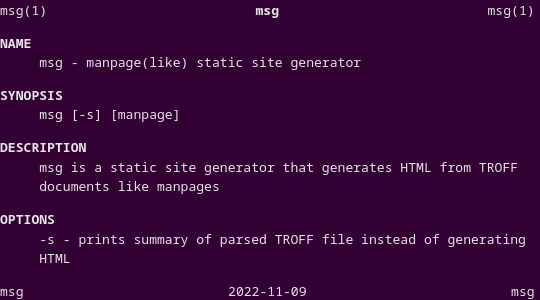 msg(1) msg msg(1)
NAME
msg - manpage(like) static site generator
SYNOPSIS
msg [-s] [manpage]
DESCRIPTION
msg is a static site generator that generates HTML from TROFF
documents like manpages
OPTIONS
-s - prints summary of parsed TROFF file instead of generating
HTML
msg 2022-11-09 msg